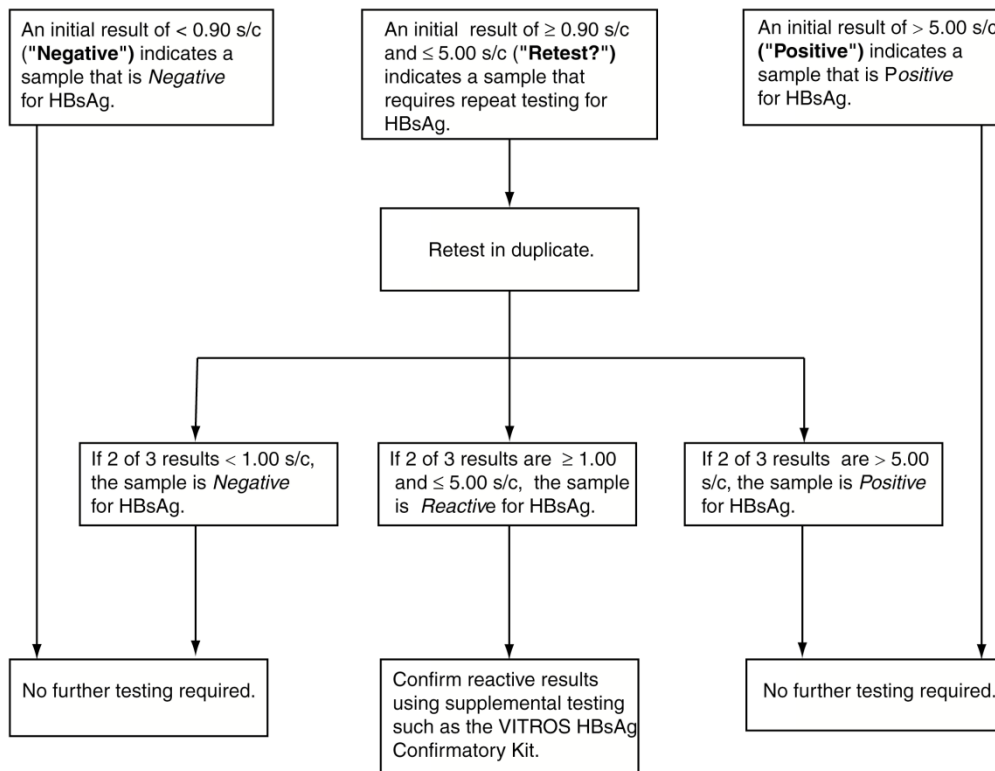 An initial result of < 0.90 s/c
("Negative") indicates a
sample that is Negative
for HBsAg.
An initial result of ≥ 0.90 s/c
and ≤ 5.00 s/c ("Retest?")
indicates a sample that
requires repeat testing for
HBsAg.
An initial result of > 5.00 s/c
("Positive") indicates a
sample that is Positive
for HBsAg.
Retest in duplicate.
If 2 of 3 results < 1.00 s/c,
the sample is Negative
for HBsAg.
If 2 of 3 results are ≥ 1.00
and ≤ 5.00 s/c, the sample
is Reactive for HBsAg.
If 2 of 3 results are > 5.00
s/c, the sample is Positive
for HBsAg.
No further testing required.
Confirm reactive results
using supplemental testing
such as the VITROS HBsAg
Confirmatory Kit.
No further testing required.